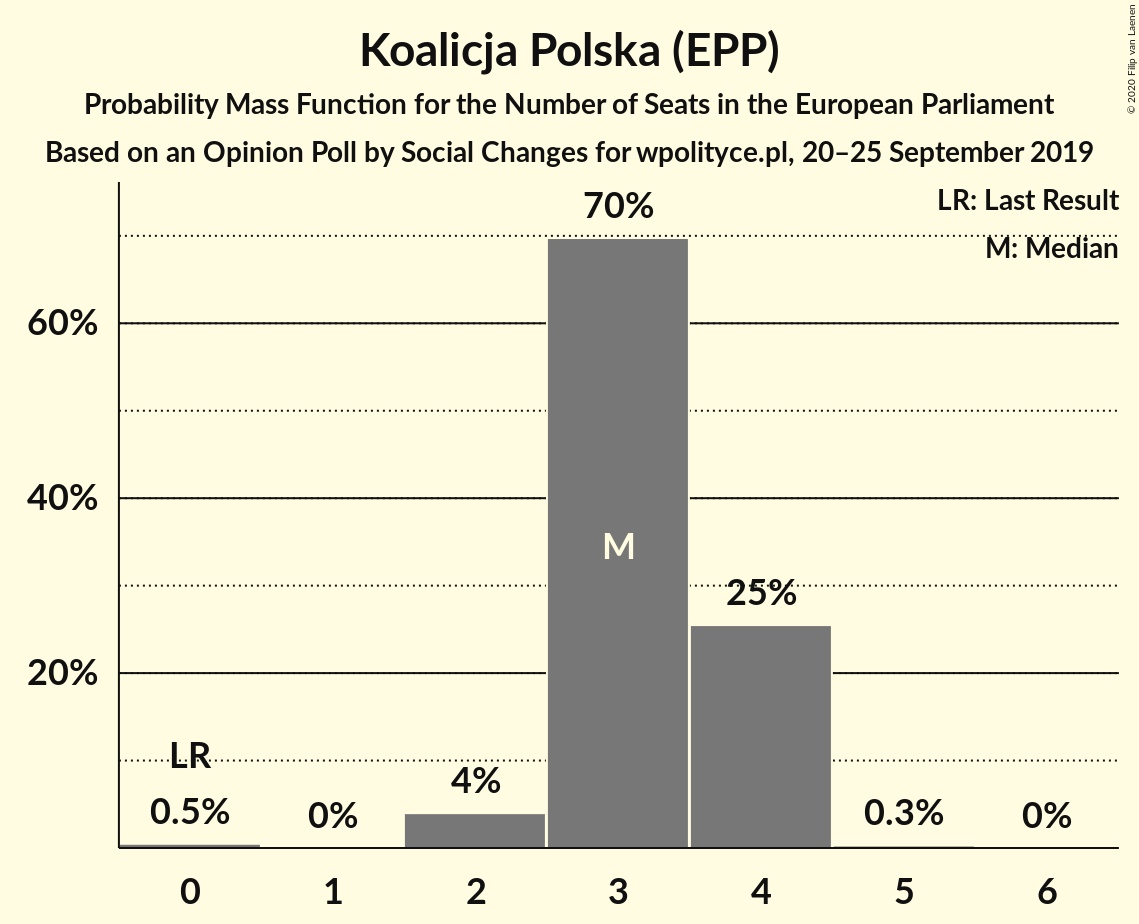 Koalicja Polska (EPP)
Probability Mass Function for the Number of Seats in the European Parliament
Based on an Opinion Poll by Social Changes for wpolityce.pl, 20–25 September 2019
© 2020 Filip van Laenen
LR: Last Result
M: Median
70%
60%
40%
M
25%
20%
LR
0.5%
0%
4%
0.3%
0%
0 1 2 3 4 5 6